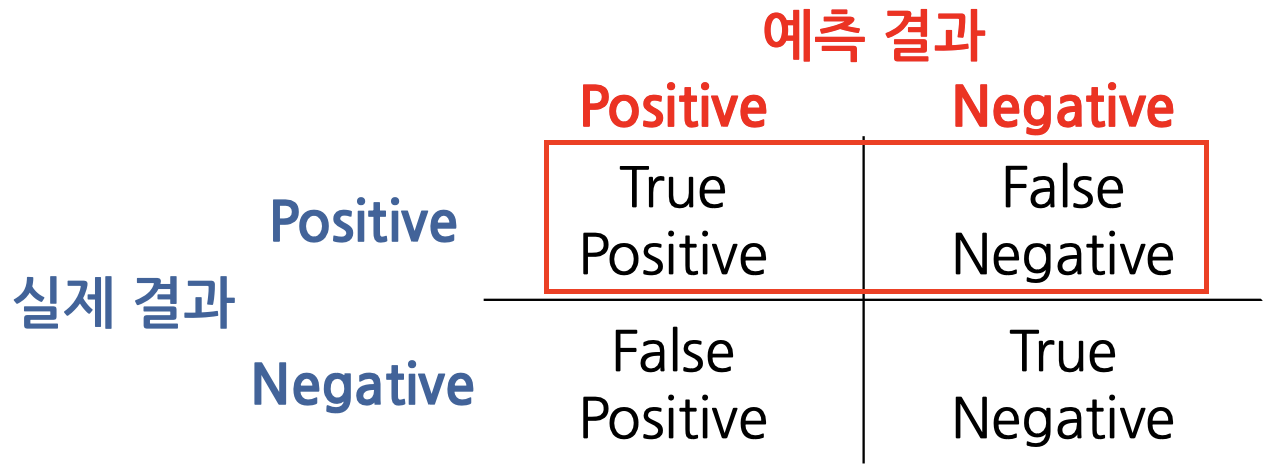 예측 결과
Positive Negative
True False
Positive
Positive Negative
실제 결과
False True
Negative
Positive Negative